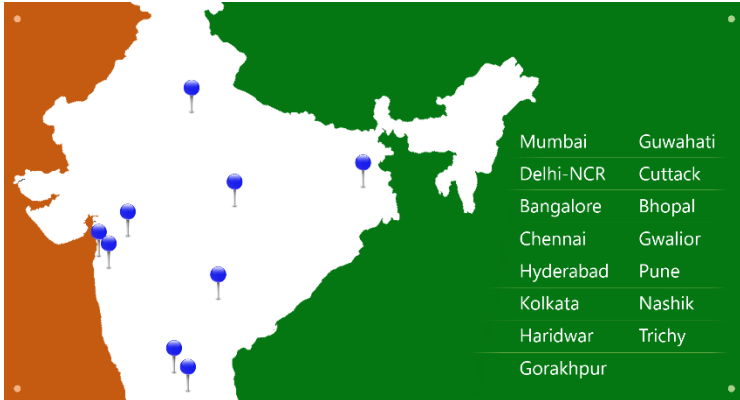 Mumbai Guwahati
Delhi-NCR Cuttack
Bangalore Bhopal
Chennai Gwalior
Hyderabad Pune
Kolkata Nashik
Haridwar Trichy
Gorakhpur